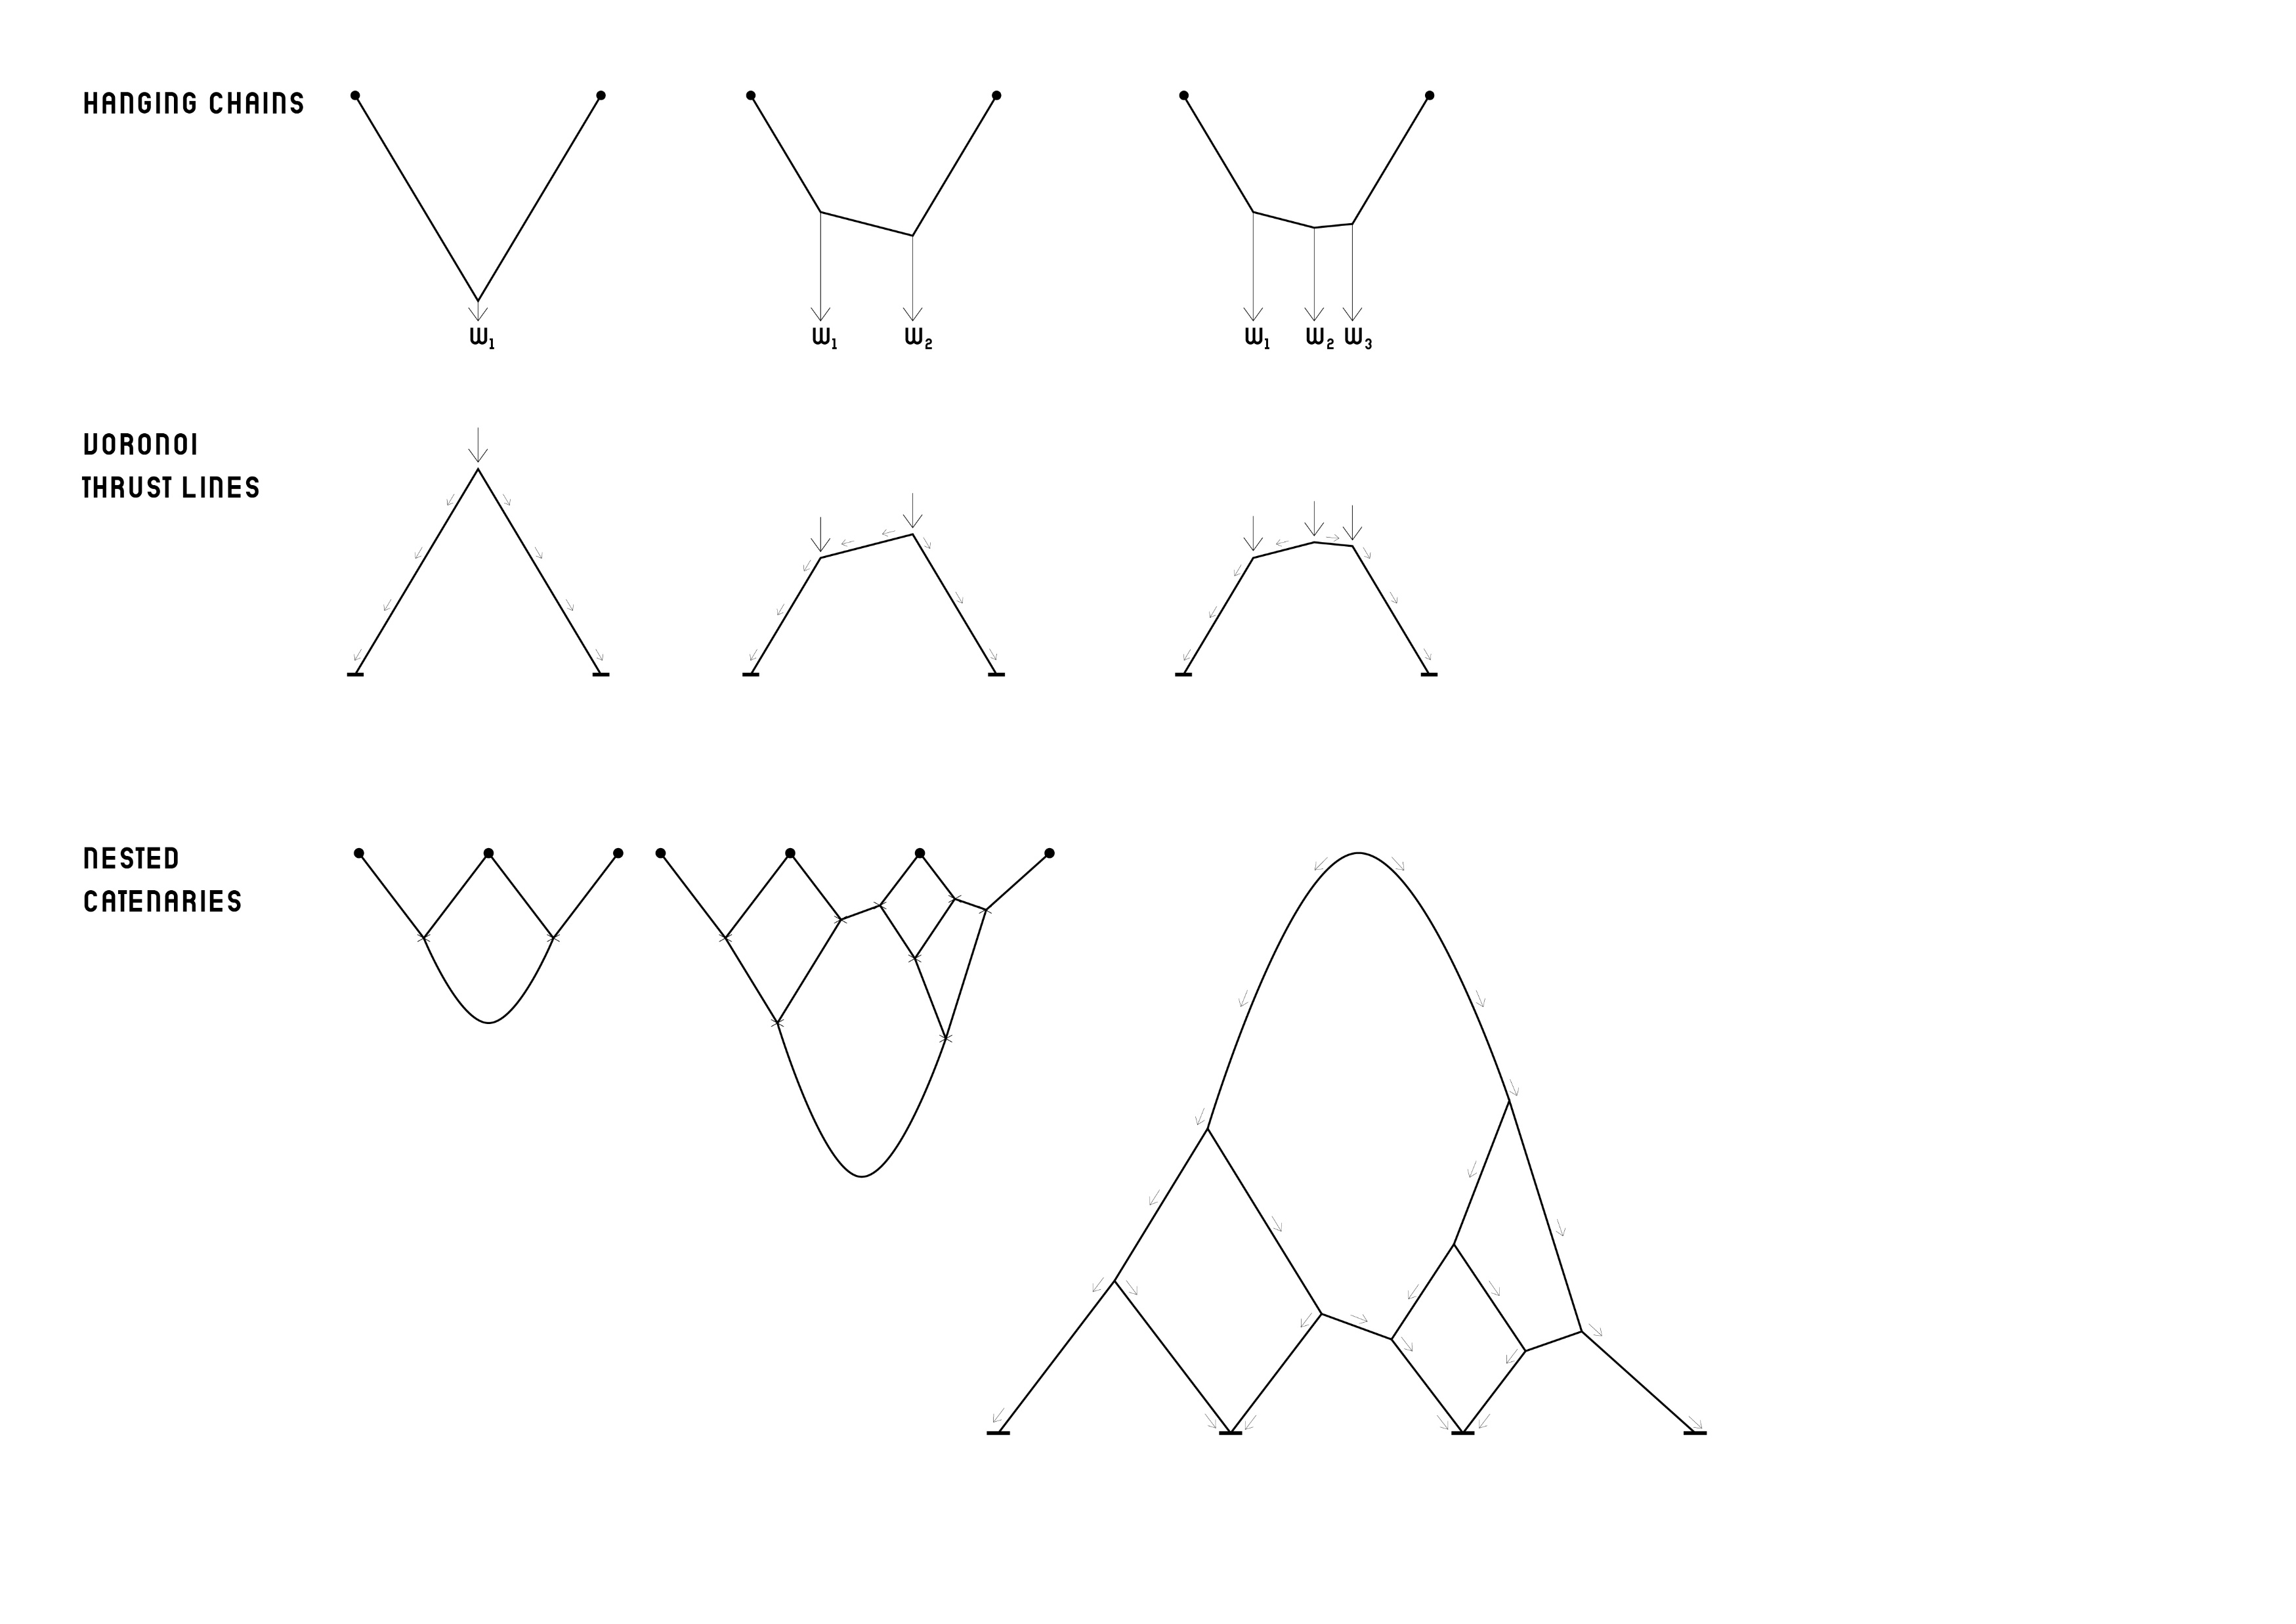 HANGING CHAINS
W1
W1 W2
W1 W2 W3
VORONOI
THRUST LINES
NESTED
CATENARIES